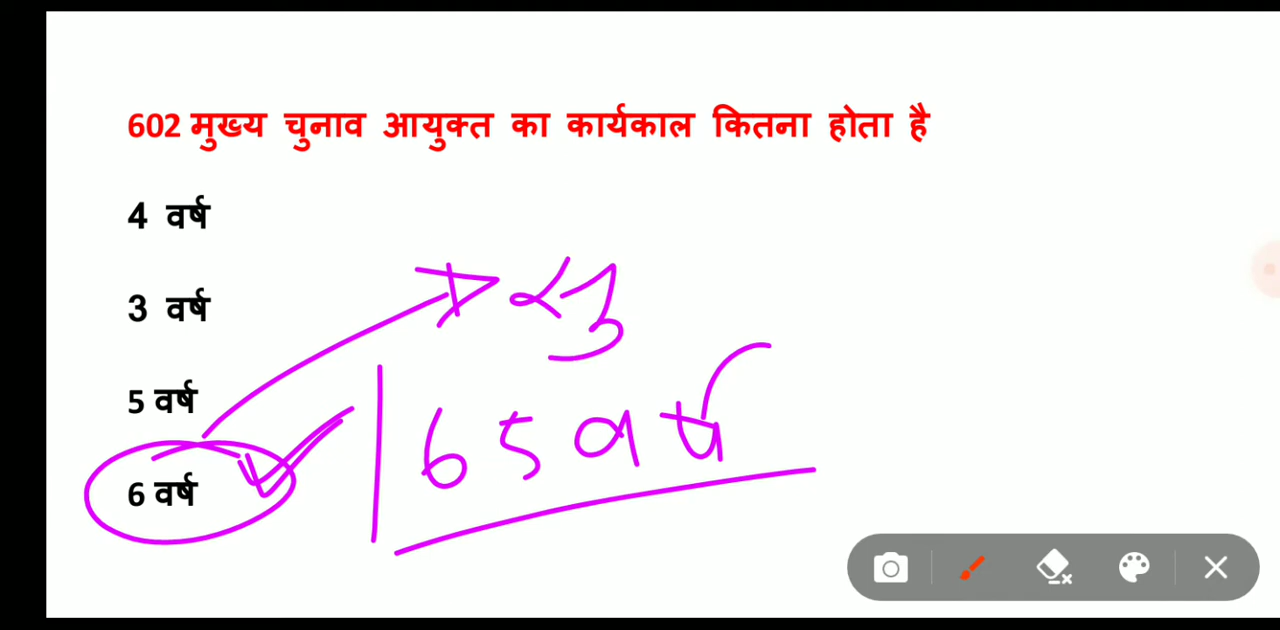 602 मुख्य चुनाव आयुक्त का कार्यकाल कितना होता है
4 वर्ष
3 वर्ष
5 वर्ष
6 वर्ष
65 वर्ष